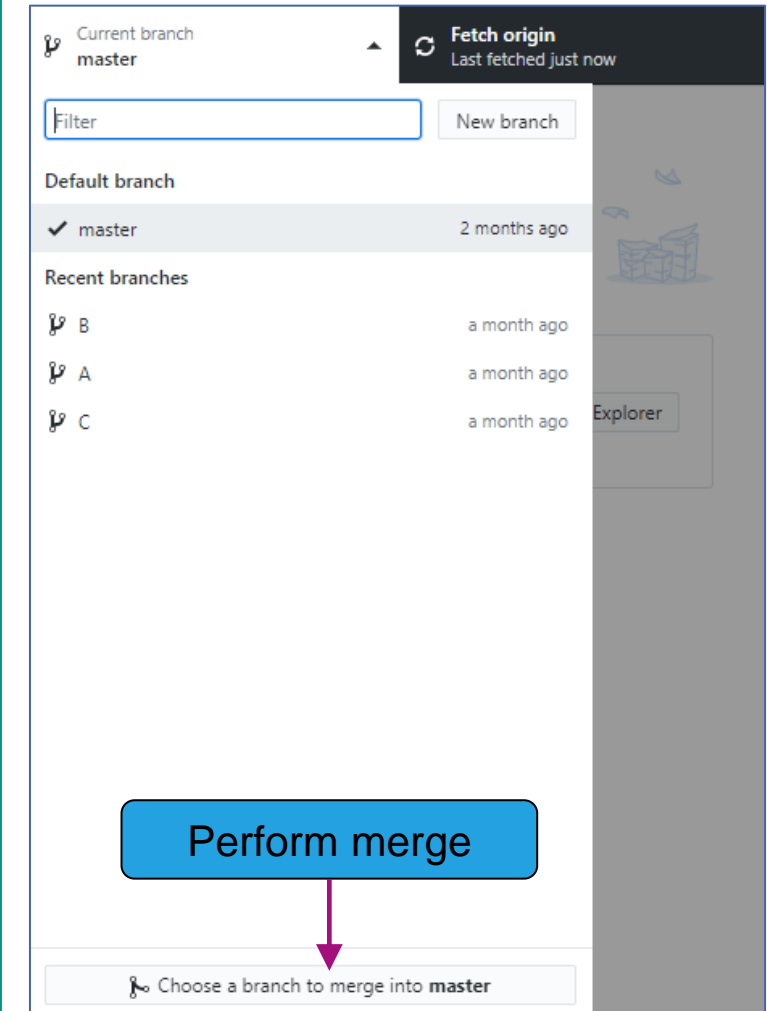 Current branch
master
Fetch origin
Last fetched just now
Filter
New branch
Default branch
master
2 months ago
Recent branches
B
a month ago
A
a month ago
C
a month ago
Explorer
Perform merge
Choose a branch to merge into master